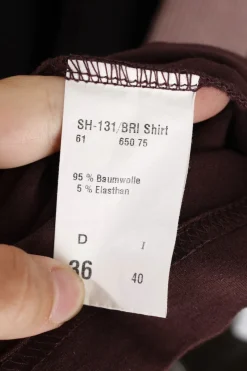 SH-131/BRI Shirt
61 650 75
95 % Baumwolle
5 % Elasthan
D I
36 40